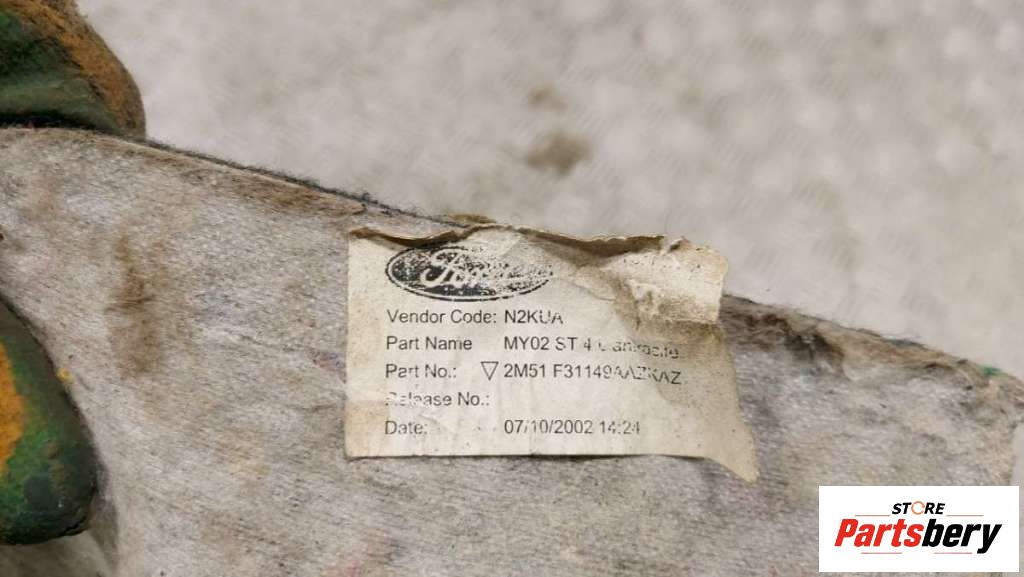 Ford
Vendor Code: N2KUA
Part Name MY02 ST 4
Part No.: 2M51 F31149AAZKAZ
Release No.:
Date: 07/10/2002 14:24
STORE
Partsbery